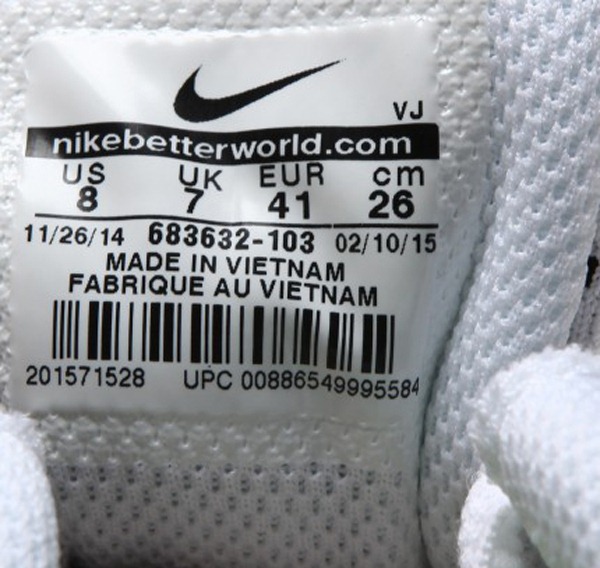 VJ
nikebetterworld.com
US UK EUR cm
8 7 41 26
11/26/14 683632-103 02/10/15
MADE IN VIETNAM
FABRIQUE AU VIETNAM
201571528 UPC 00886549995584